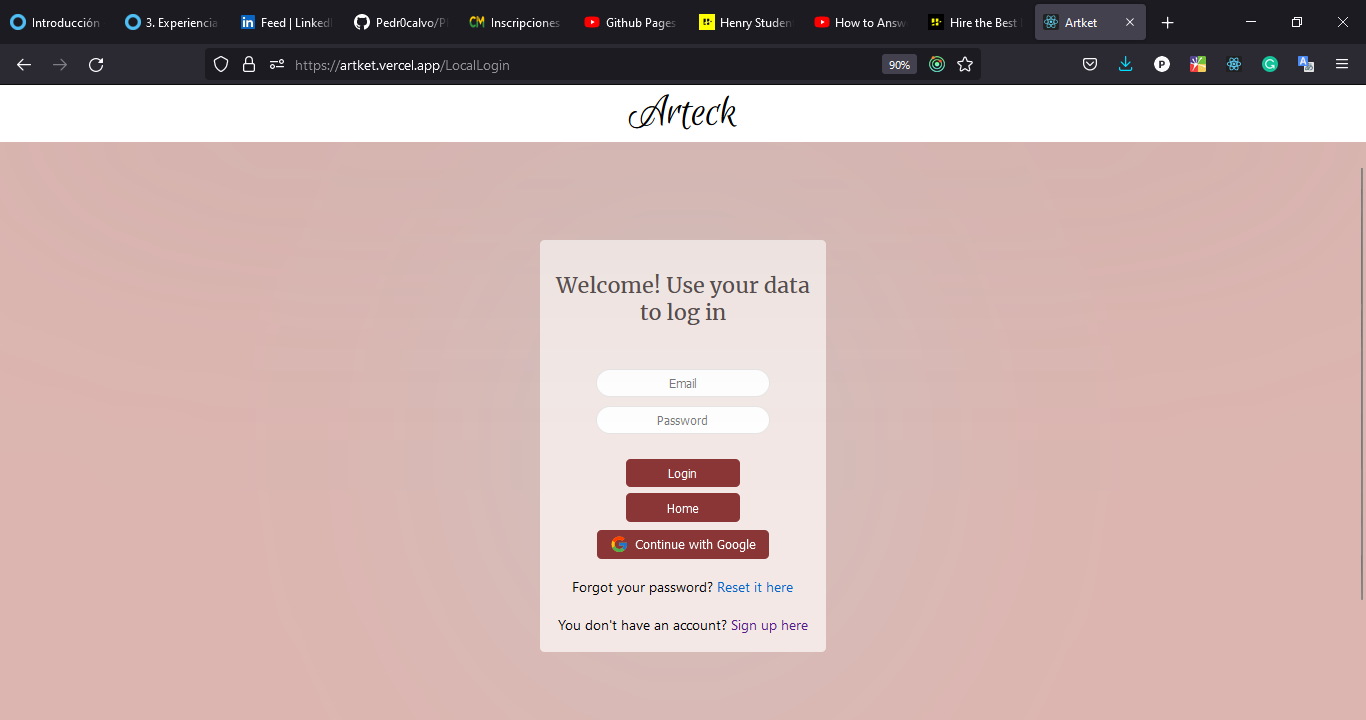 Introducción
3. Experiencia
Feed | LinkedI
Pedr0calvo/P
CM Inscripciones
Github Pages
Henry Studen
How to Answ
Hire the Best
Artket
https://artket.vercel.app/LocalLogin
90%
Arteck
Welcome! Use your data
to log in
Email
Password
Login
Home
Continue with Google
Forgot your password? Reset it here
You don't have an account? Sign up here